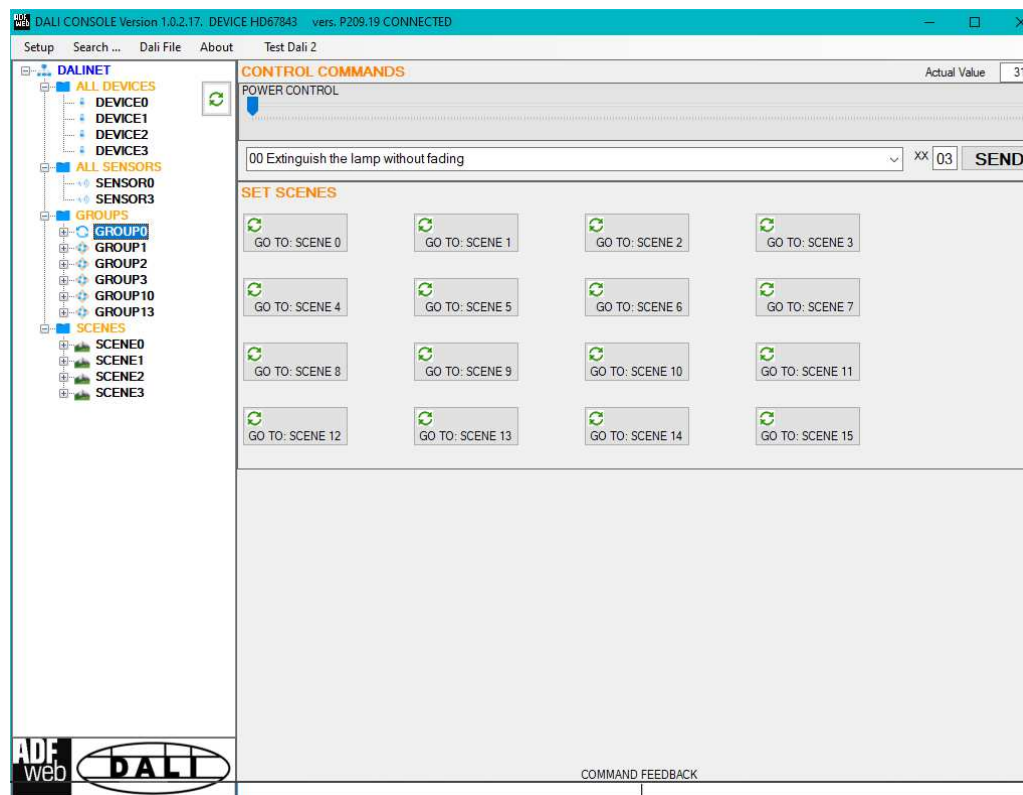 DALI CONSOLE Version 1.0.2.17. DEVICE HD67843 vers. P209.19 CONNECTED
Setup Search ... Dali File About Test Dali 2
DALINET
ALL DEVICES
DEVICE0
DEVICE1
DEVICE2
DEVICE3
ALL SENSORS
SENSOR0
SENSOR3
GROUPS
GROUP0
GROUP1
GROUP2
GROUP3
GROUP10
GROUP13
SCENES
SCENE0
SCENE1
SCENE2
SCENE3
CONTROL COMMANDS
Actual Value 31
POWER CONTROL
00 Extinguish the lamp without fading
XX 03 SEND
SET SCENES
GO TO: SCENE 0 GO TO: SCENE 1 GO TO: SCENE 2 GO TO: SCENE 3
GO TO: SCENE 4 GO TO: SCENE 5 GO TO: SCENE 6 GO TO: SCENE 7
GO TO: SCENE 8 GO TO: SCENE 9 GO TO: SCENE 10 GO TO: SCENE 11
GO TO: SCENE 12 GO TO: SCENE 13 GO TO: SCENE 14 GO TO: SCENE 15
ADF
web
DALI
COMMAND FEEDBACK